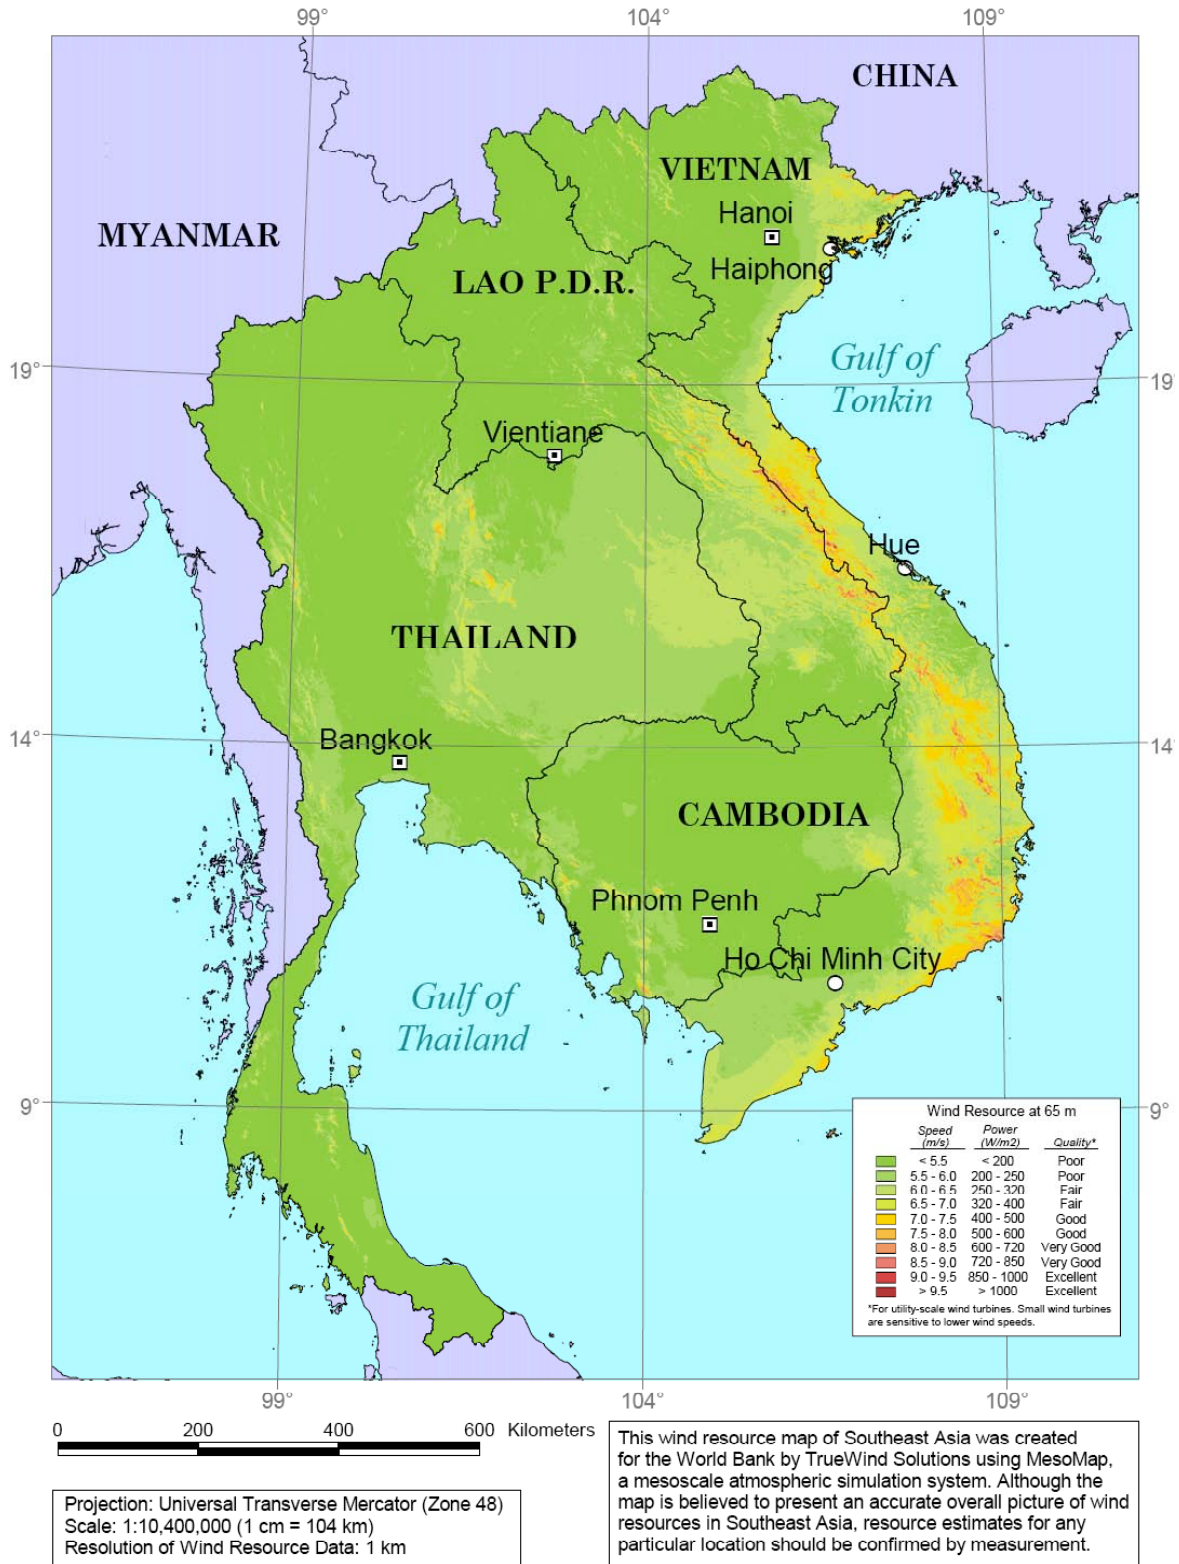 99°
104°
109°
CHINA
VIETNAM
Hanoi
MYANMAR
Haiphong
LAO P.D.R.
Gulf of
Tonkin
19°
19
Vientiane
Hue
THAILAND
14°
14°
Bangkok
CAMBODIA
Phnom Penh
Ho Chi Minh City
Gulf of
Thailand
9°
9°
Wind Resource at 65 m
Speed (m/s) Power (W/m2) Quality*
< 5.5 < 200 Poor
5.5 - 6.0 200 - 250 Poor
6.0 - 6.5 250 - 320 Fair
6.5 - 7.0 320 - 400 Fair
7.0 - 7.5 400 - 500 Good
7.5 - 8.0 500 - 600 Good
8.0 - 8.5 600 - 720 Very Good
8.5 - 9.0 720 - 850 Very Good
9.0 - 9.5 850 - 1000 Excellent
> 9.5 > 1000 Excellent
*For utility-scale wind turbines. Small wind turbines
are sensitive to lower wind speeds.
99°
104°
109°
0 200 400 600 Kilometers
Projection: Universal Transverse Mercator (Zone 48)
Scale: 1:10,400,000 (1 cm = 104 km)
Resolution of Wind Resource Data: 1 km
This wind resource map of Southeast Asia was created
for the World Bank by TrueWind Solutions using MesoMap,
a mesoscale atmospheric simulation system. Although the
map is believed to present an accurate overall picture of wind
resources in Southeast Asia, resource estimates for any
particular location should be confirmed by measurement.